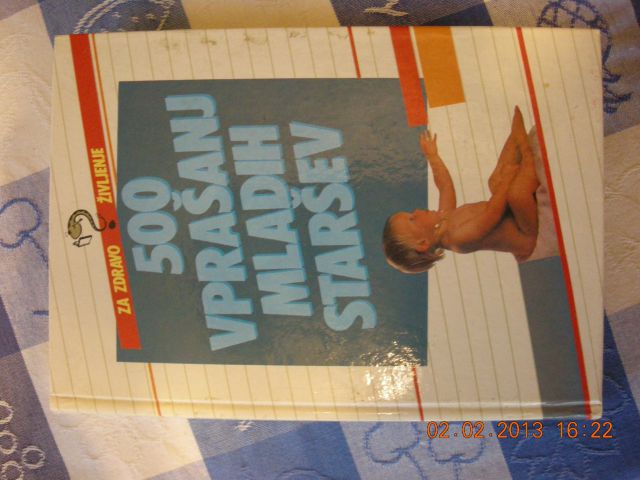 ZA ZDRAVO ŽIVLJENJE
500
VPRAŠANJ
MLADIH
STARŠEV
02.02.2013 16:22